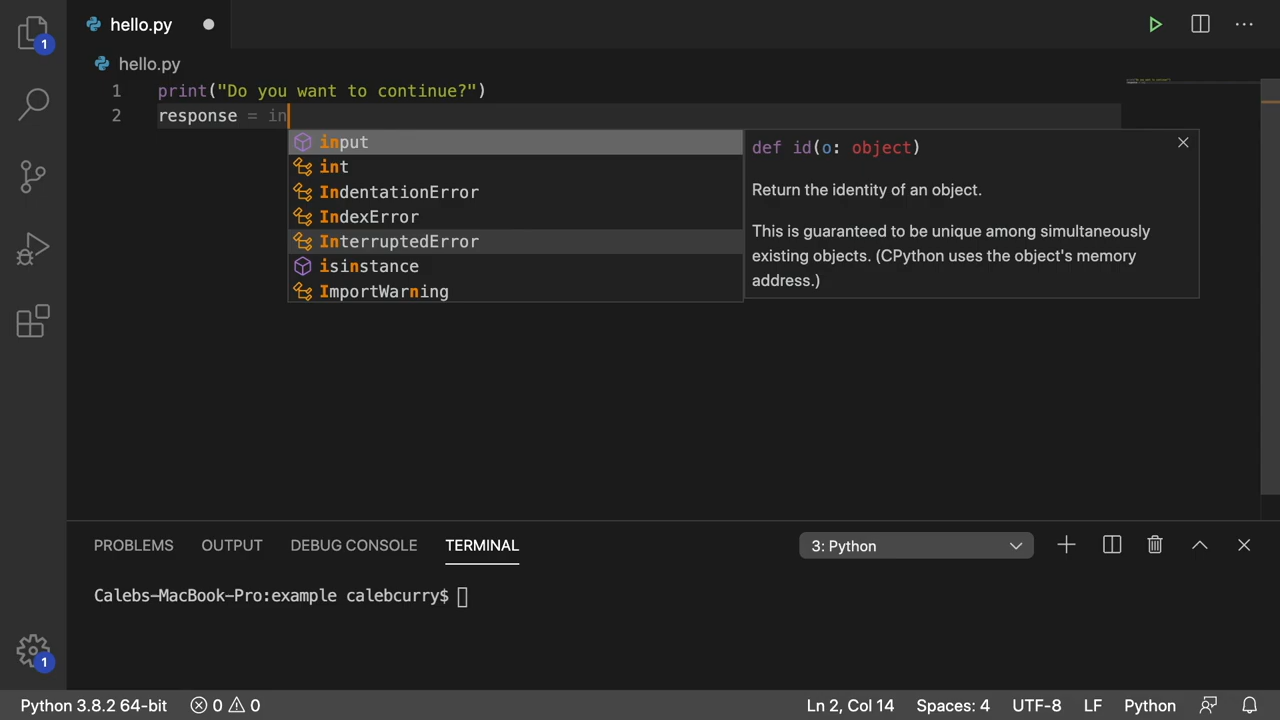 hello.py
1
hello.py
1 print("Do you want to continue?")
2 response = in
input
int
IndentationError
IndexError
InterruptedError
isinstance
ImportWarning
def id(o: object)
Return the identity of an object.
This is guaranteed to be unique among simultaneously
existing objects. (CPython uses the object's memory
address.)
PROBLEMS OUTPUT DEBUG CONSOLE TERMINAL 3: Python
Calebs-MacBook-Pro:example calebcurry$
1
Python 3.8.2 64-bit 0 0 Ln 2, Col 14 Spaces: 4 UTF-8 LF Python